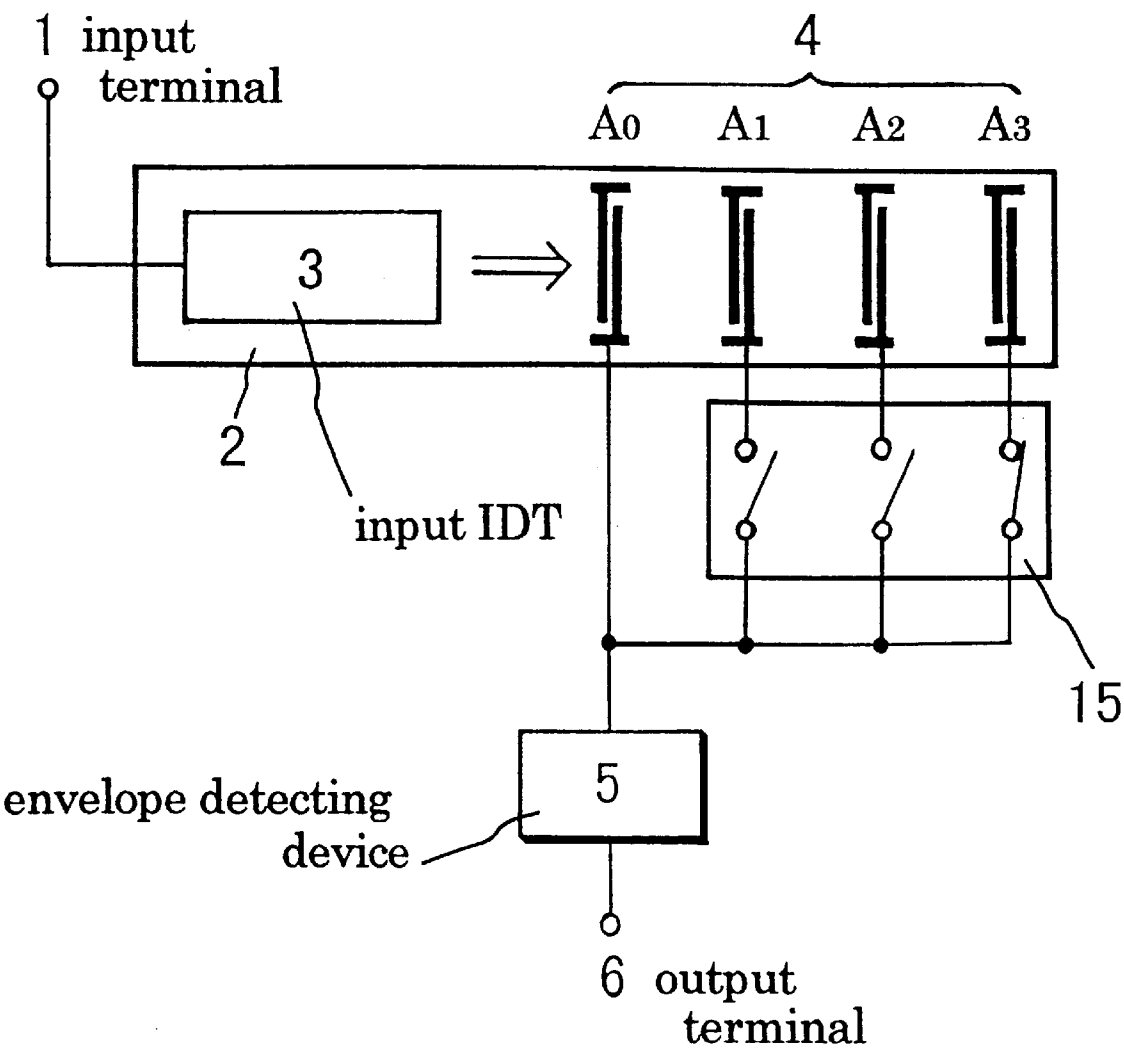 1 input
terminal
4
A0 A1 A2 A3
3
2
input IDT
15
5
envelope detecting
device
6 output
terminal